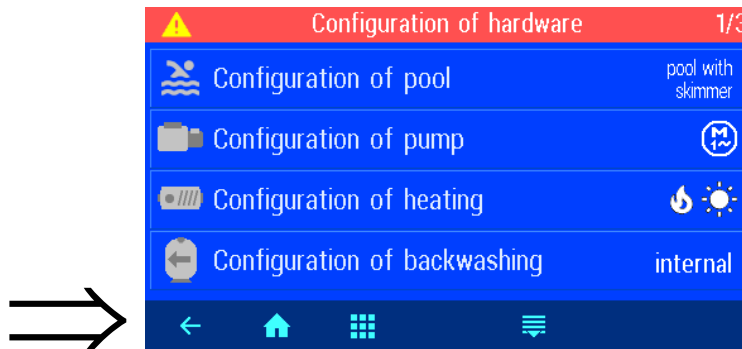 Configuration of hardware 1/3
Configuration of pool
pool with
skimmer
Configuration of pump
M
1~
Configuration of heating
Configuration of backwashing internal